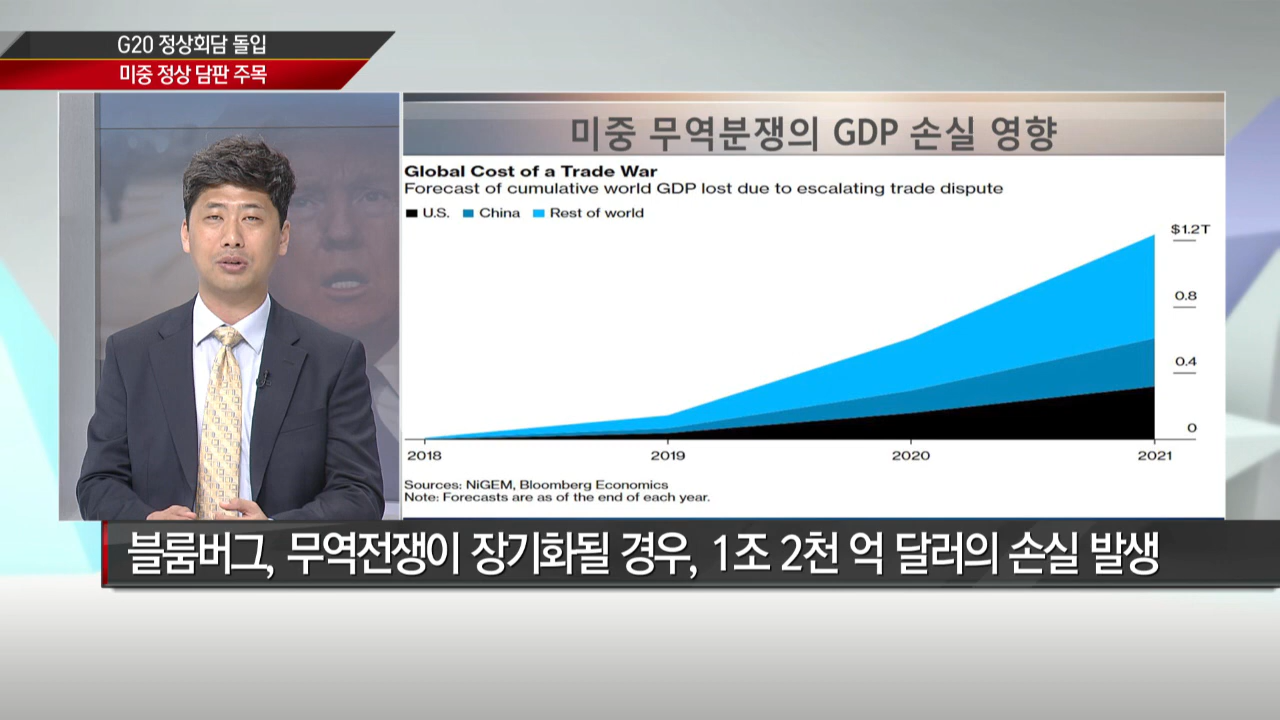 G20 정상회담 돌입
미중 정상 담판 주목
미중 무역분쟁의 GDP 손실 영향
Global Cost of a Trade War
Forecast of cumulative world GDP lost due to escalating trade dispute
U.S. China Rest of world
$1.2T
0.8
0.4
0
2018 2019 2020 2021
Sources: NiGEM, Bloomberg Economics
Note: Forecasts are as of the end of each year.
블룸버그, 무역전쟁이 장기화될 경우, 1조 2천 억 달러의 손실 발생